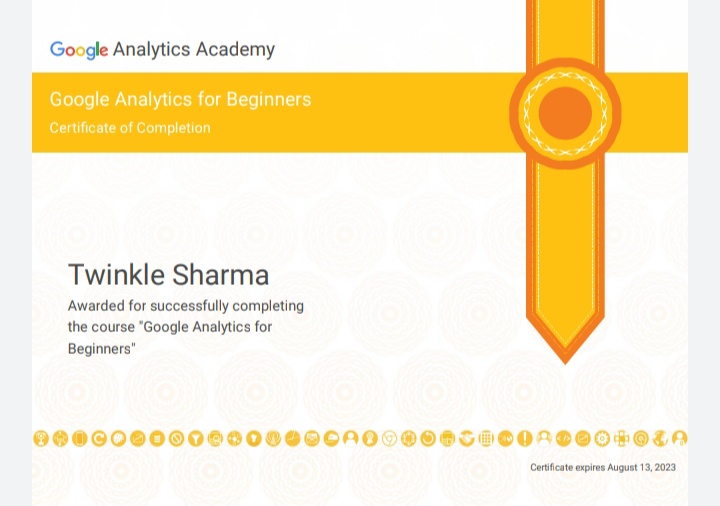 Google Analytics Academy
Google Analytics for Beginners
Certificate of Completion
Twinkle Sharma
Awarded for successfully completing
the course "Google Analytics for
Beginners"
Certificate expires August 13, 2023